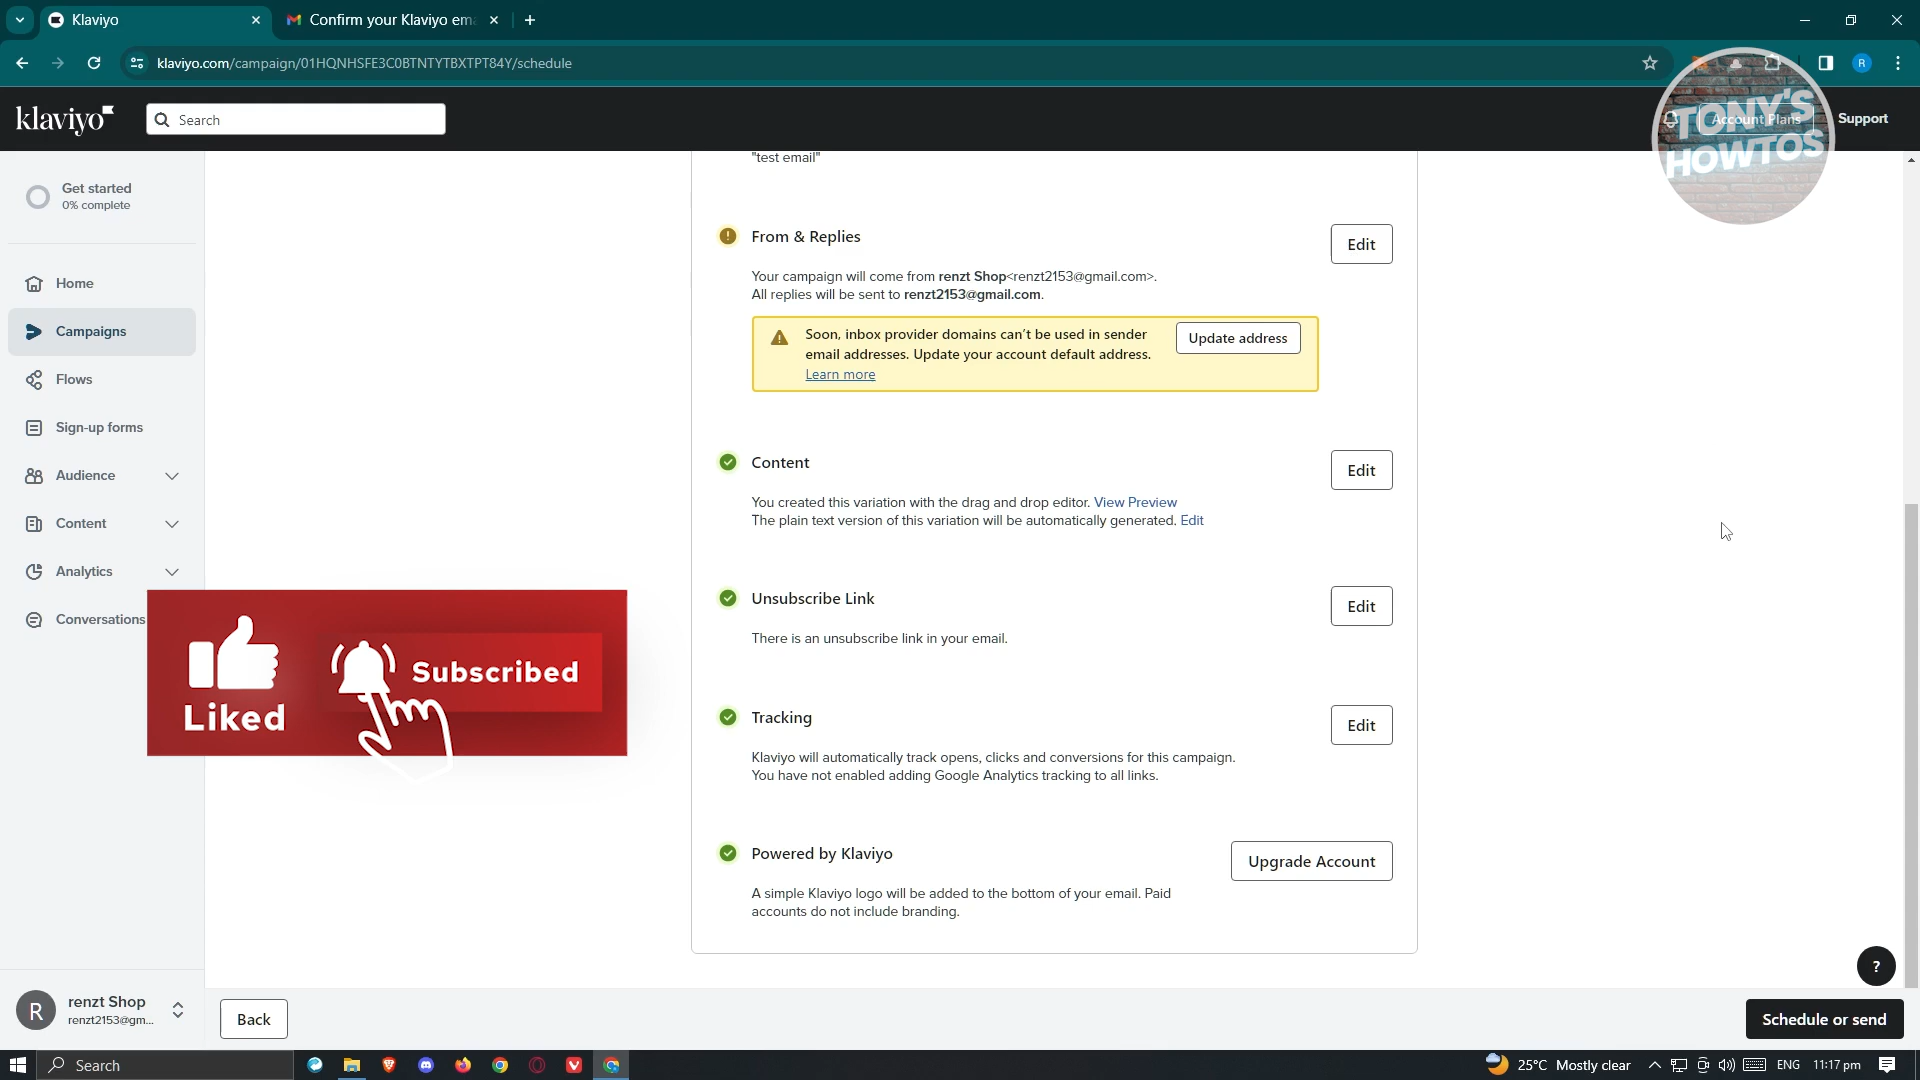 Klaviyo
Confirm your Klaviyo ema
klaviyo.com/campaign/01HQNHSFE3C0BTNTYTBXTPT84Y/schedule
R
klaviyo
Search
Account Plans
Support
TONY'S
HOWTOS
Get started
0% complete
Home
Campaigns
Flows
Sign-up forms
Audience
Content
Analytics
Conversations
"test email"
From & Replies
Edit
Your campaign will come from renzt Shop<renzt2153@gmail.com>.
All replies will be sent to renzt2153@gmail.com.
Soon, inbox provider domains can't be used in sender
email addresses. Update your account default address.
Learn more
Update address
Content
Edit
You created this variation with the drag and drop editor. View Preview
The plain text version of this variation will be automatically generated. Edit
Unsubscribe Link
Edit
There is an unsubscribe link in your email.
Tracking
Edit
Klaviyo will automatically track opens, clicks and conversions for this campaign.
You have not enabled adding Google Analytics tracking to all links.
Powered by Klaviyo
Upgrade Account
A simple Klaviyo logo will be added to the bottom of your email. Paid
accounts do not include branding.
Liked
Subscribed
?
R
renzt Shop
renzt2153@gm...
Back
Schedule or send
Search
25°C Mostly clear
ENG
11:17 pm